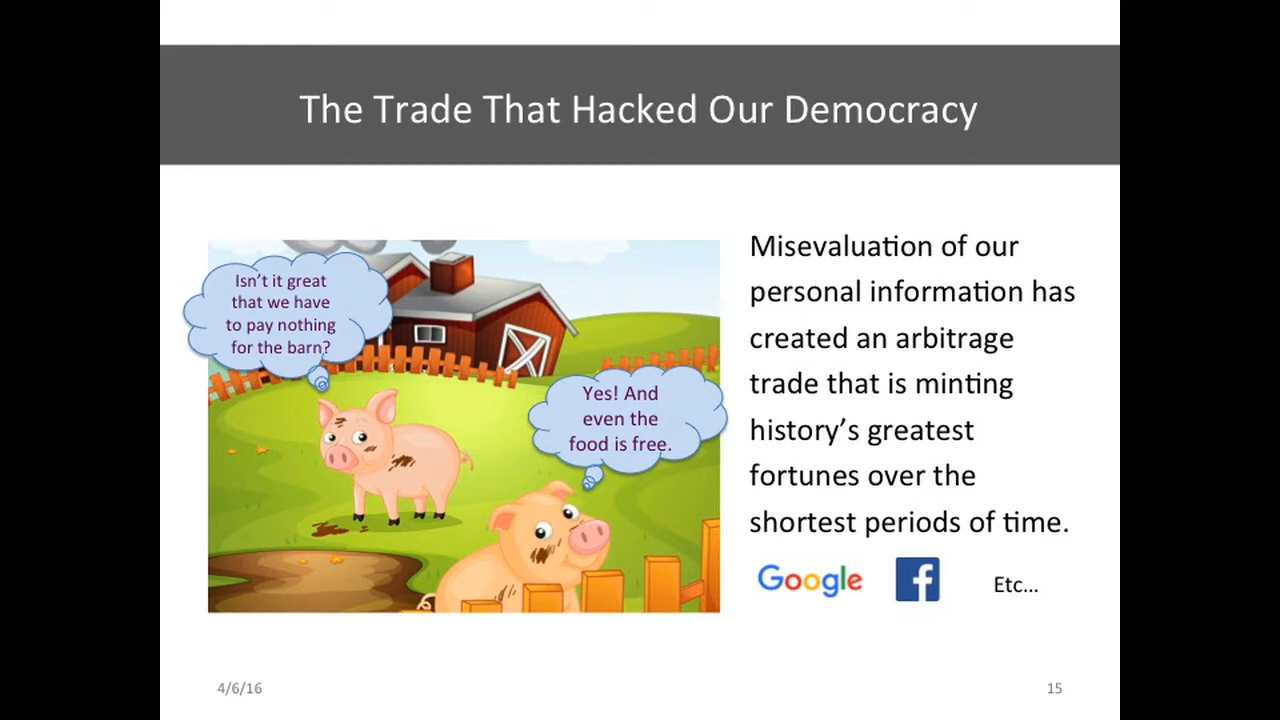 The Trade That Hacked Our Democracy
Isn't it great
that we have
to pay nothing
for the barn?
Yes! And
even the
food is free.
Misevaluation of our
personal information has
created an arbitrage
trade that is minting
history's greatest
fortunes over the
shortest periods of time.
Google f Etc...
4/6/16 15